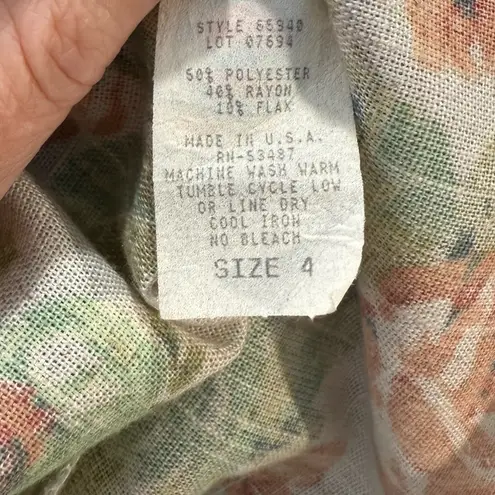 STYLE 65940
LOT 07694
50% POLYESTER
40% RAYON
10% FLAX
MADE IN U.S.A.
RN-53487
MACHINE WASH WARM
TUMBLE CYCLE LOW
OR LINE DRY
COOL IRON
NO BLEACH
SIZE 4